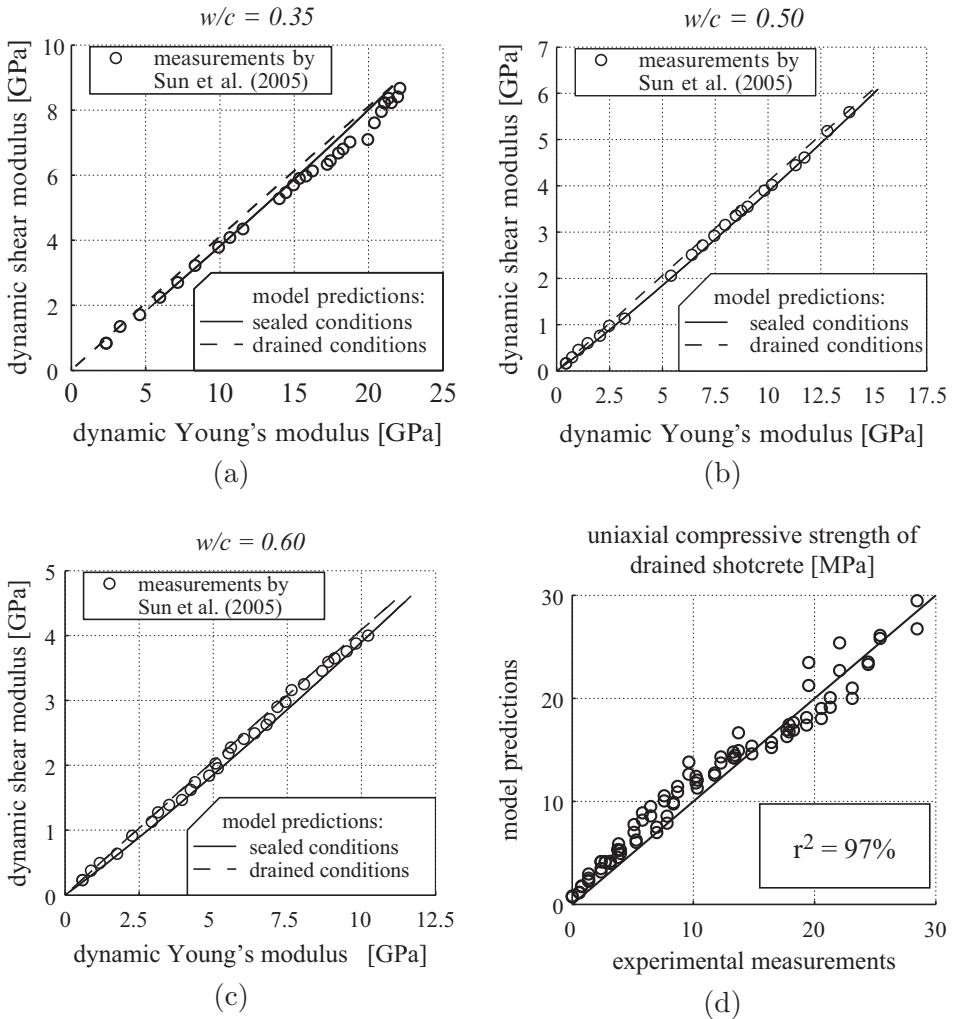 w/c = 0.35
dynamic shear modulus [GPa]
10
8
6
4
2
0
measurements by
Sun et al. (2005)
model predictions:
sealed conditions
drained conditions
0 5 10 15 20 25
dynamic Young's modulus [GPa]
(a)
w/c = 0.50
dynamic shear modulus [GPa]
7
6
5
4
3
2
1
0
measurements by
Sun et al. (2005)
model predictions:
sealed conditions
drained conditions
0 2.5 5 7.5 10 12.5 15 17.5
dynamic Young's modulus [GPa]
(b)
w/c = 0.60
dynamic shear modulus [GPa]
5
4
3
2
1
0
measurements by
Sun et al. (2005)
model predictions:
sealed conditions
drained conditions
0 2.5 5 7.5 10 12.5
dynamic Young's modulus [GPa]
(c)
uniaxial compressive strength of
drained shotcrete [MPa]
model predictions
30
20
10
0
r² = 97%
0 10 20 30
experimental measurements
(d)